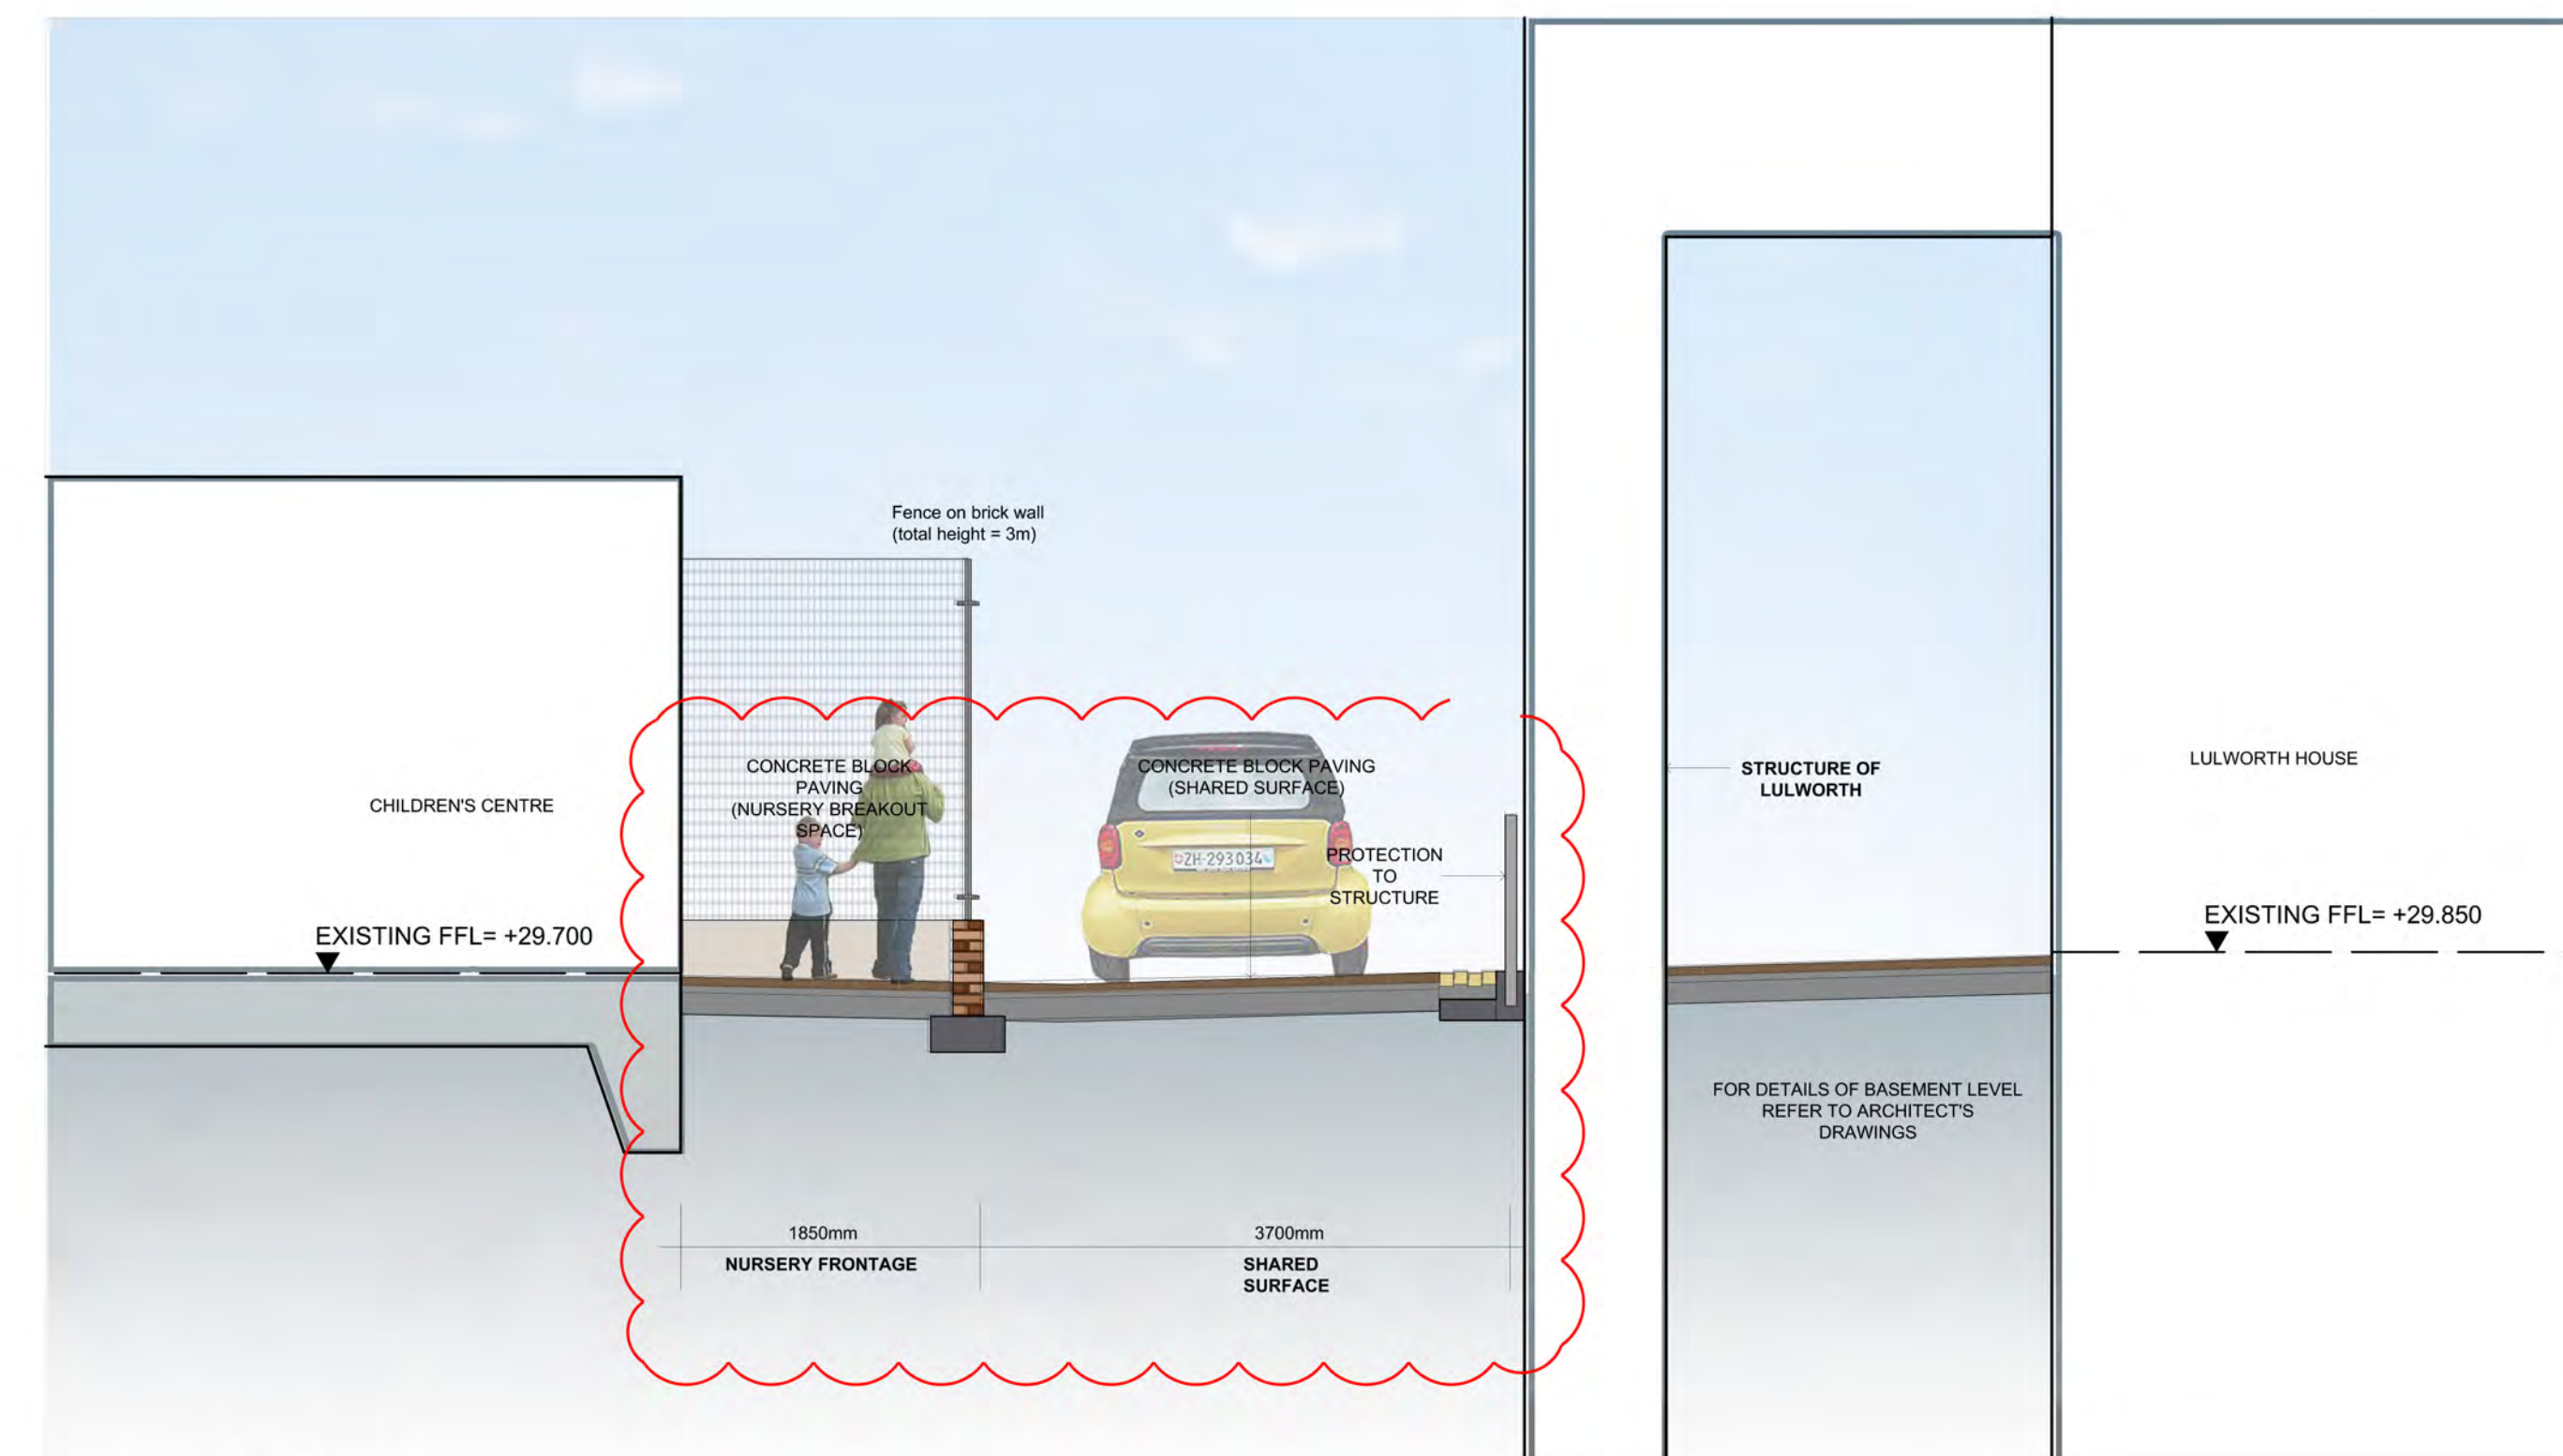 Fence on brick wall
(total height = 3m)
CONCRETE BLOCK
PAVING
(NURSERY BREAKOUT
SPACE)
CONCRETE BLOCK PAVING
(SHARED SURFACE)
STRUCTURE OF
LULWORTH
LULWORTH HOUSE
CHILDREN'S CENTRE
ZH·293034
PROTECTION
TO
STRUCTURE
EXISTING FFL= +29.700
EXISTING FFL= +29.850
FOR DETAILS OF BASEMENT LEVEL
REFER TO ARCHITECT'S
DRAWINGS
1850mm
NURSERY FRONTAGE
3700mm
SHARED
SURFACE